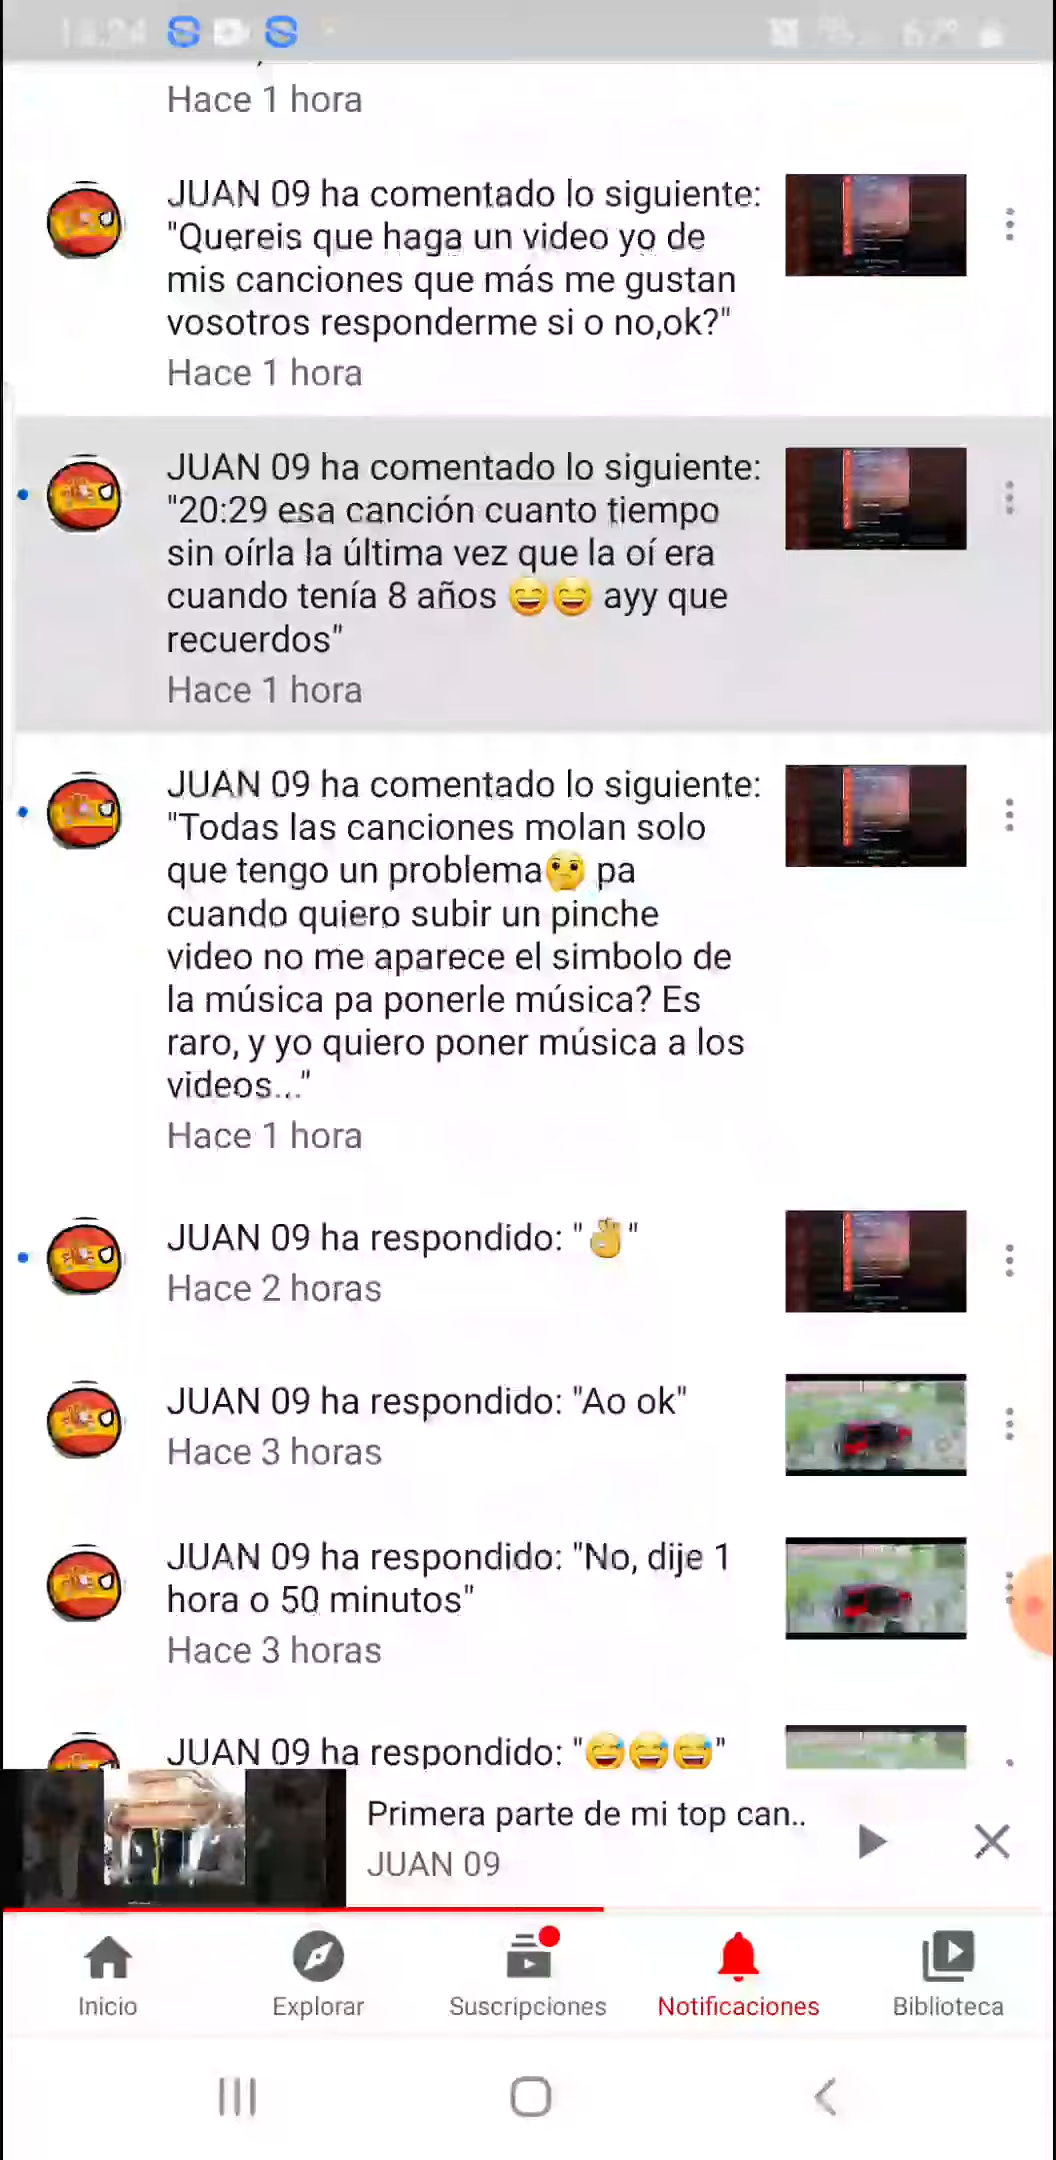 Hace 1 hora
JUAN 09 ha comentado lo siguiente:
"Quereis que haga un video yo de
mis canciones que más me gustan
vosotros responderme si o no,ok?"
Hace 1 hora
JUAN 09 ha comentado lo siguiente:
"20:29 esa canción cuanto tiempo
sin oírla la última vez que la oí era
cuando tenía 8 años 😄😄 ayy que
recuerdos"
Hace 1 hora
JUAN 09 ha comentado lo siguiente:
"Todas las canciones molan solo
que tengo un problema🤔 pa
cuando quiero subir un pinche
video no me aparece el simbolo de
la música pa ponerle música? Es
raro, y yo quiero poner música a los
videos..."
Hace 1 hora
JUAN 09 ha respondido: "👌"
Hace 2 horas
JUAN 09 ha respondido: "Ao ok"
Hace 3 horas
JUAN 09 ha respondido: "No, dije 1
hora o 50 minutos"
Hace 3 horas
JUAN 09 ha respondido: "😅😅😅"
Primera parte de mi top can..
JUAN 09
Inicio
Explorar
Suscripciones
Notificaciones
Biblioteca